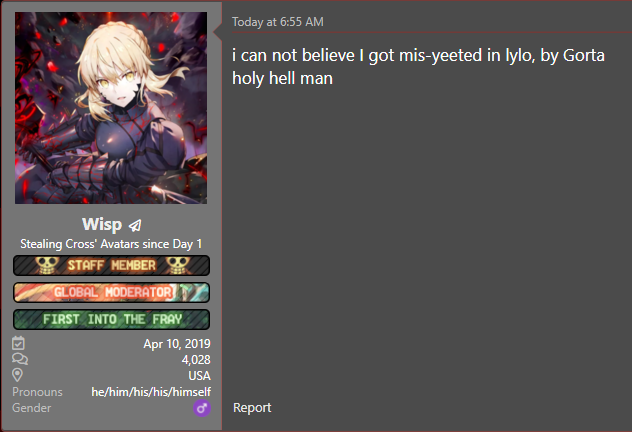 Today at 6:55 AM
i can not believe I got mis-yeeted in lylo, by Gorta
holy hell man
Wisp
Stealing Cross' Avatars since Day 1
STAFF MEMBER
GLOBAL MODERATOR
FIRST INTO THE FRAY
Apr 10, 2019
4,028
USA
Pronouns he/him/his/his/himself
Gender
Report